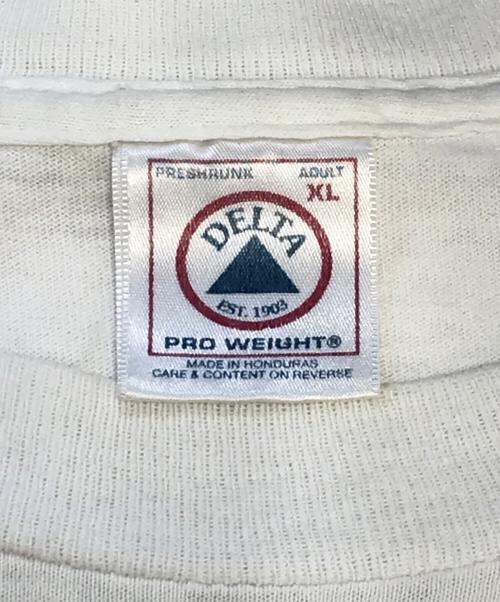 PRESHRUNK ADULT
XL
DELTA
EST. 1903
PRO WEIGHT®
MADE IN HONDURAS
CARE & CONTENT ON REVERSE